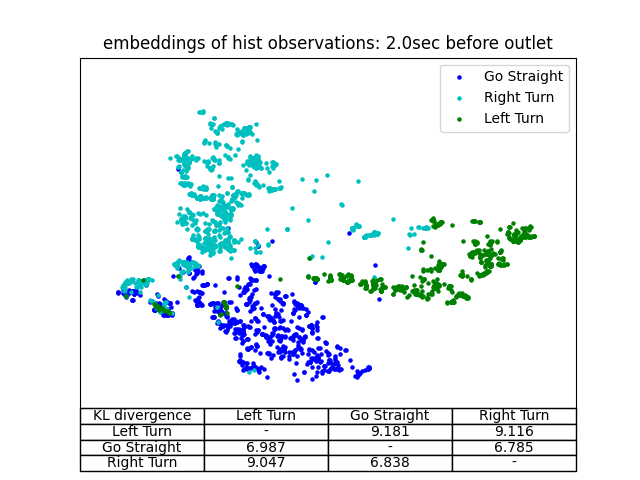 embeddings of hist observations: 2.0sec before outlet
Go Straight
Right Turn
Left Turn
KL divergence Left Turn Go Straight Right Turn
Left Turn - 9.181 9.116
Go Straight 6.987 - 6.785
Right Turn 9.047 6.838 -